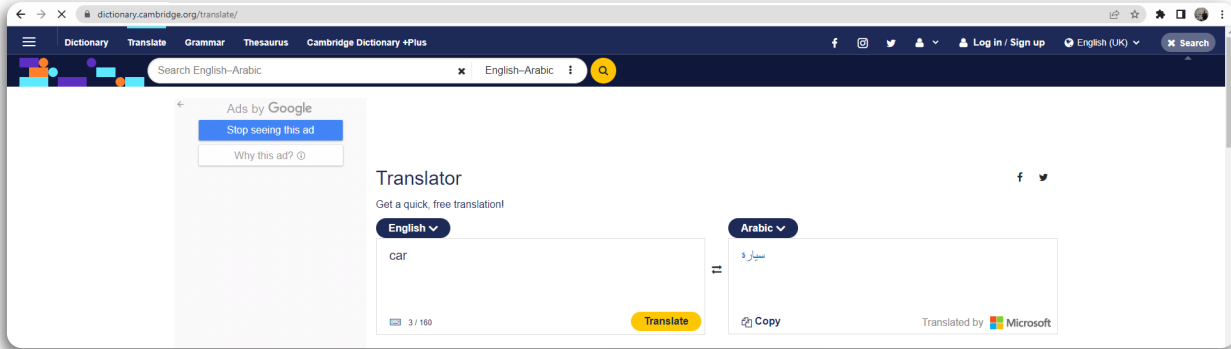 dictionary.cambridge.org/translate/
Dictionary Translate Grammar Thesaurus Cambridge Dictionary +Plus Log in / Sign up English (UK) Search
Search English–Arabic English–Arabic
Ads by Google
Stop seeing this ad
Why this ad?
Translator
Get a quick, free translation!
English Arabic
car سيارة
3 / 160 Translate Copy Translated by Microsoft